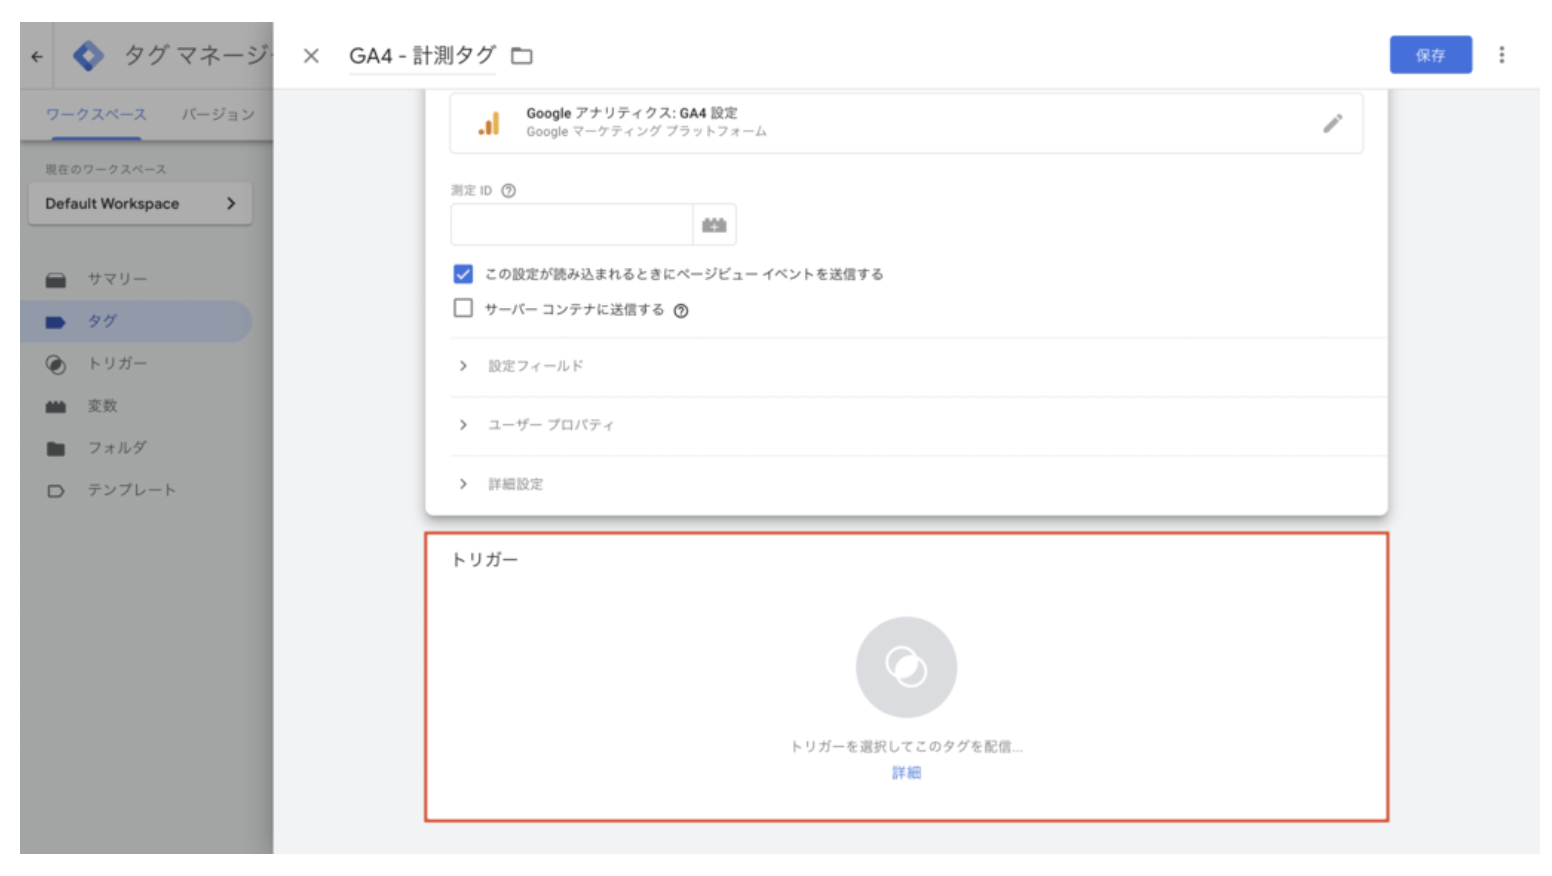 タグ マネージ
GA4 - 計測タグ
保存
ワークスペース バージョン
Google アナリティクス: GA4 設定
Google マーケティング プラットフォーム
現在のワークスペース
Default Workspace
測定 ID
この設定が読み込まれるときにページビュー イベントを送信する
サーバー コンテナに送信する
サマリー
タグ
トリガー
変数
フォルダ
テンプレート
設定フィールド
ユーザー プロパティ
詳細設定
トリガー
トリガーを選択してこのタグを配信...
詳細